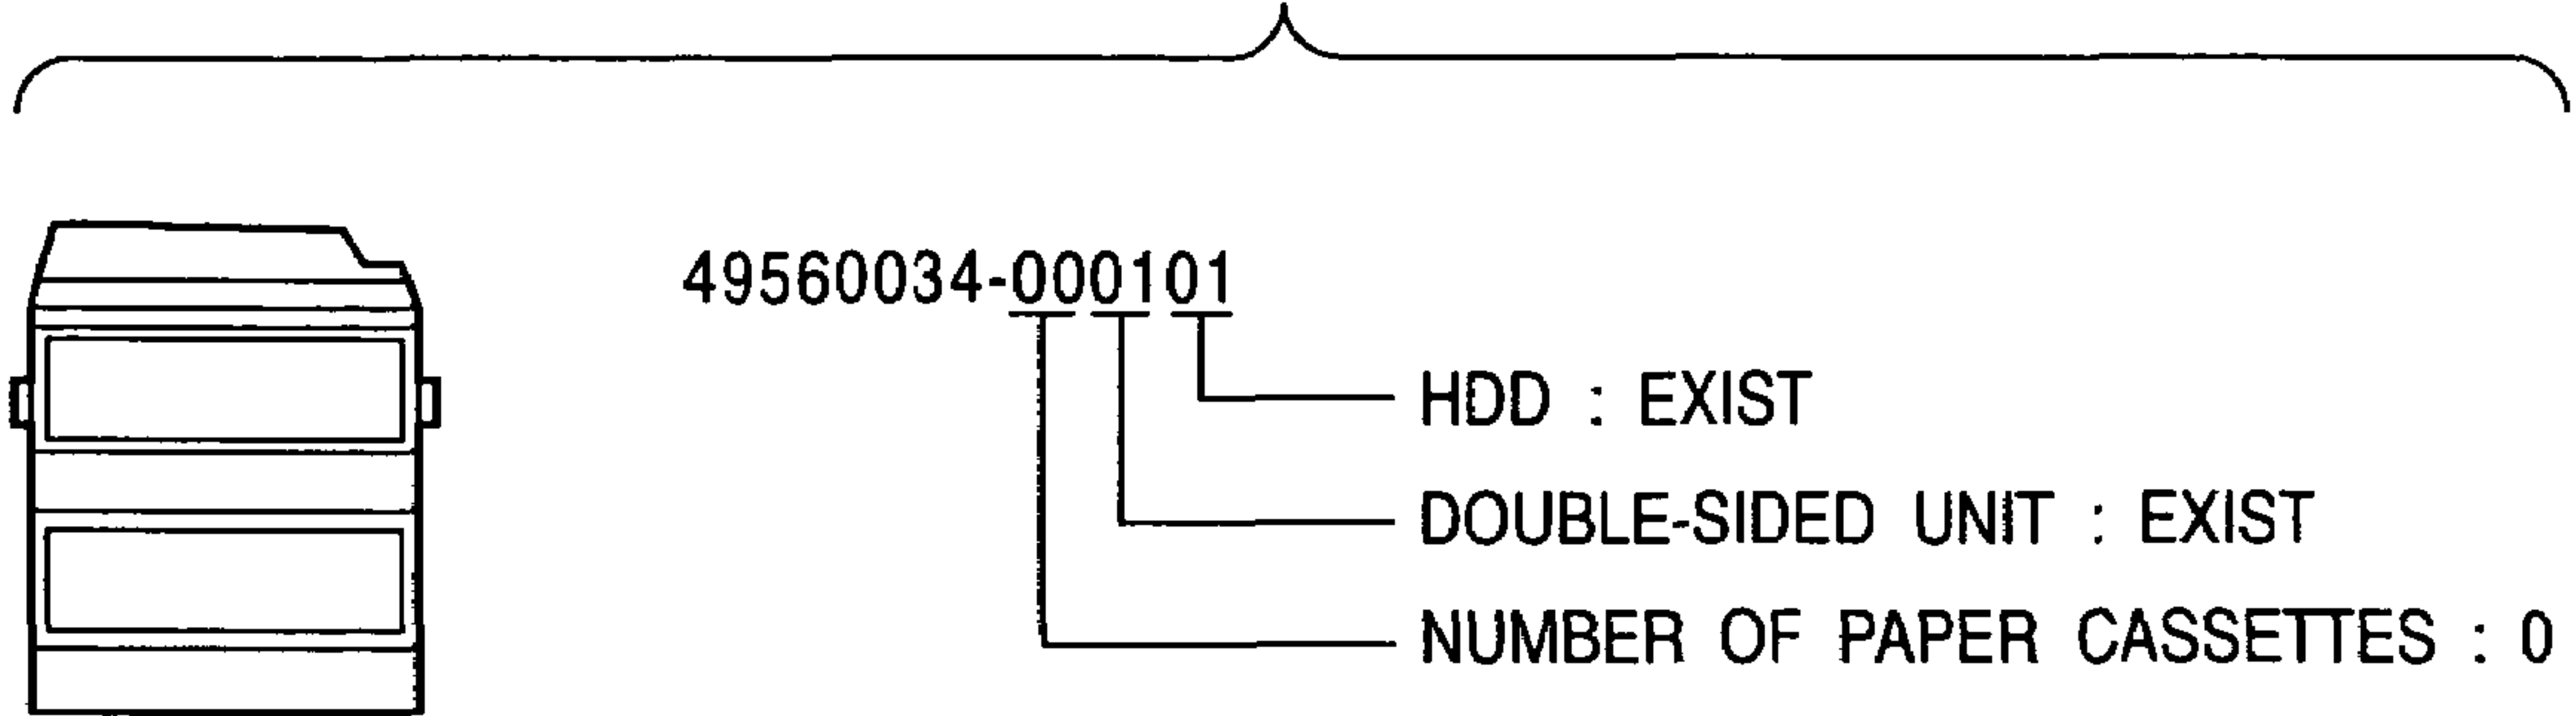 49560034-000101
HDD : EXIST
DOUBLE-SIDED UNIT : EXIST
NUMBER OF PAPER CASSETTES : 0